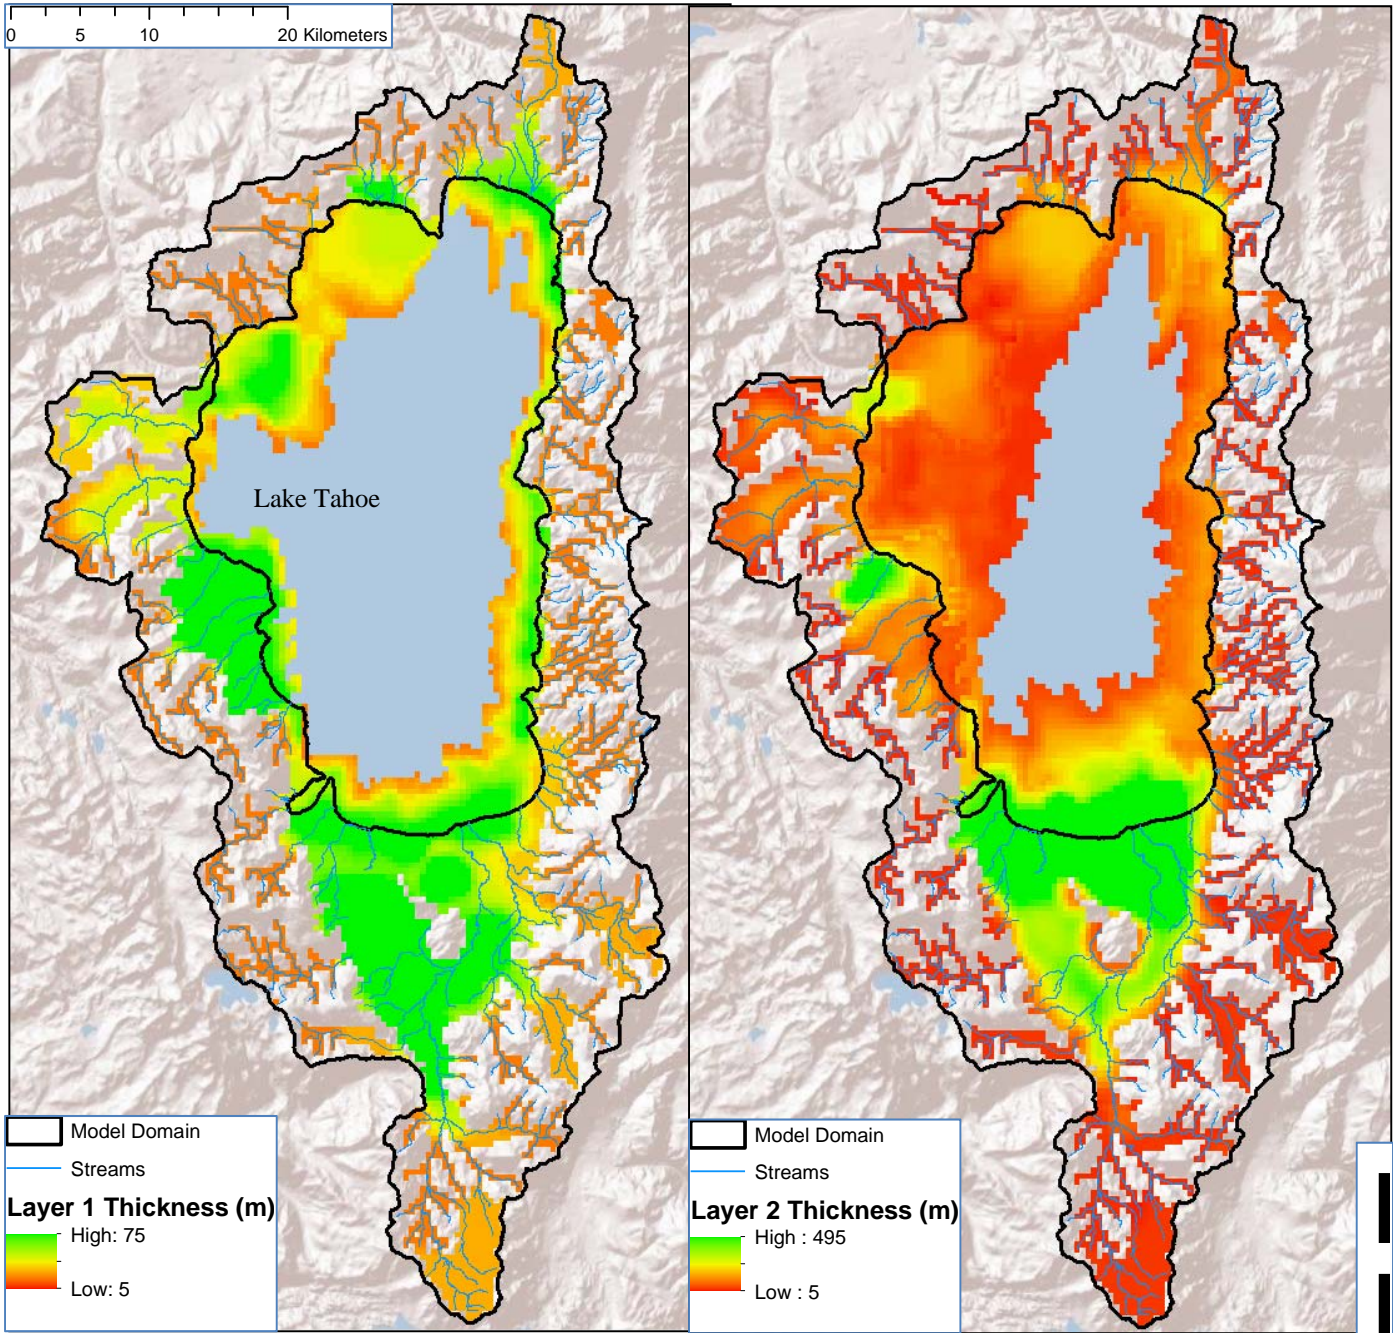 0 5 10 20 Kilometers
Lake Tahoe
Model Domain
Streams
Layer 1 Thickness (m)
High: 75
Low: 5
Model Domain
Streams
Layer 2 Thickness (m)
High : 495
Low : 5